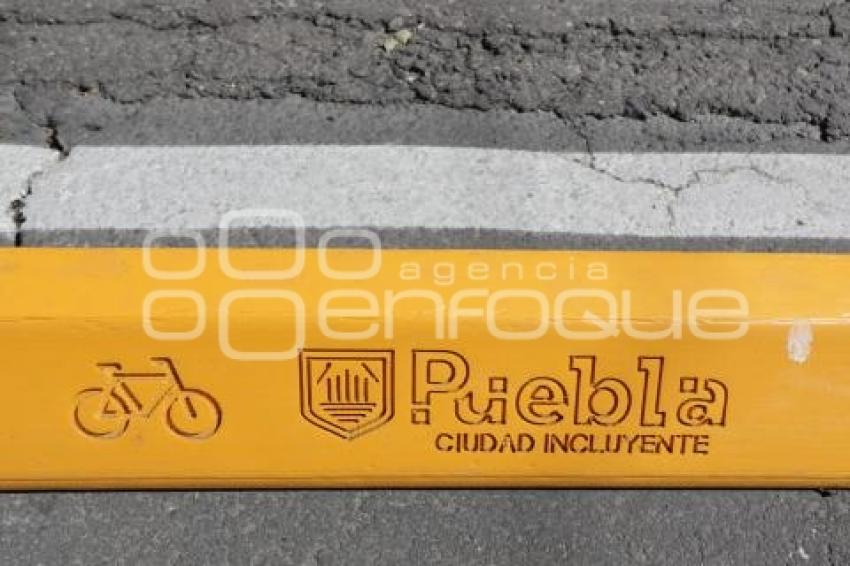 agencia
enfoque
Puebla
CIUDAD INCLUYENTE